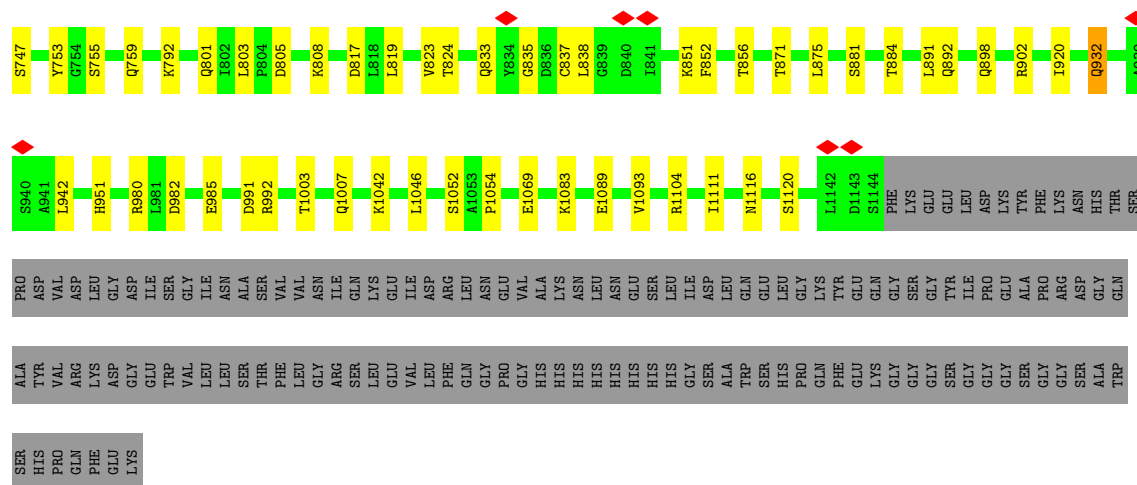 S747 Y753 G754 S755 Q759 K792 Q801 I802 L803 P804 D805 K808 D817 L818 L819 V823 T824 Q833 Y834 G835 D836 C837 L838 G839 D840 I841 K851 F852 T856 T871 L875 S881 T884 L891 Q892 Q898 R902 I920 Q932
S940 A941 L942 H951 R980 L981 D982 E985 D991 R992 T1003 Q1007 K1042 L1046 S1052 A1053 P1054 E1069 K1083 E1089 V1093 R1104 I1111 N1116 S1120 L1142 D1143 S1144 PHE LYS GLU GLU LEU ASP LYS TYR PHE LYS ASN HIS THR SER
PRO ASP VAL ASP LEU GLY ASP ILE SER GLY ILE ASN ALA SER VAL VAL ASN ILE GLN LYS GLU ILE ASP ARG LEU ASN GLU VAL ALA LYS ASN LEU ASN GLU SER LEU ILE ASP LEU GLN GLU LEU GLY LYS TYR GLU GLN GLY SER GLY TYR ILE PRO GLU ALA PRO ARG ASP GLY GLN
ALA TYR VAL ARG LYS ASP GLY GLU TRP VAL LEU LEU SER THR PHE LEU GLY ARG SER LEU GLU VAL LEU PHE GLN GLY PRO GLY HIS HIS HIS HIS HIS HIS HIS HIS GLY SER ALA TRP SER HIS PRO GLN PHE GLU LYS GLY GLY GLY SER GLY GLY GLY SER GLY GLY SER ALA TRP
SER HIS PRO GLN PHE GLU LYS